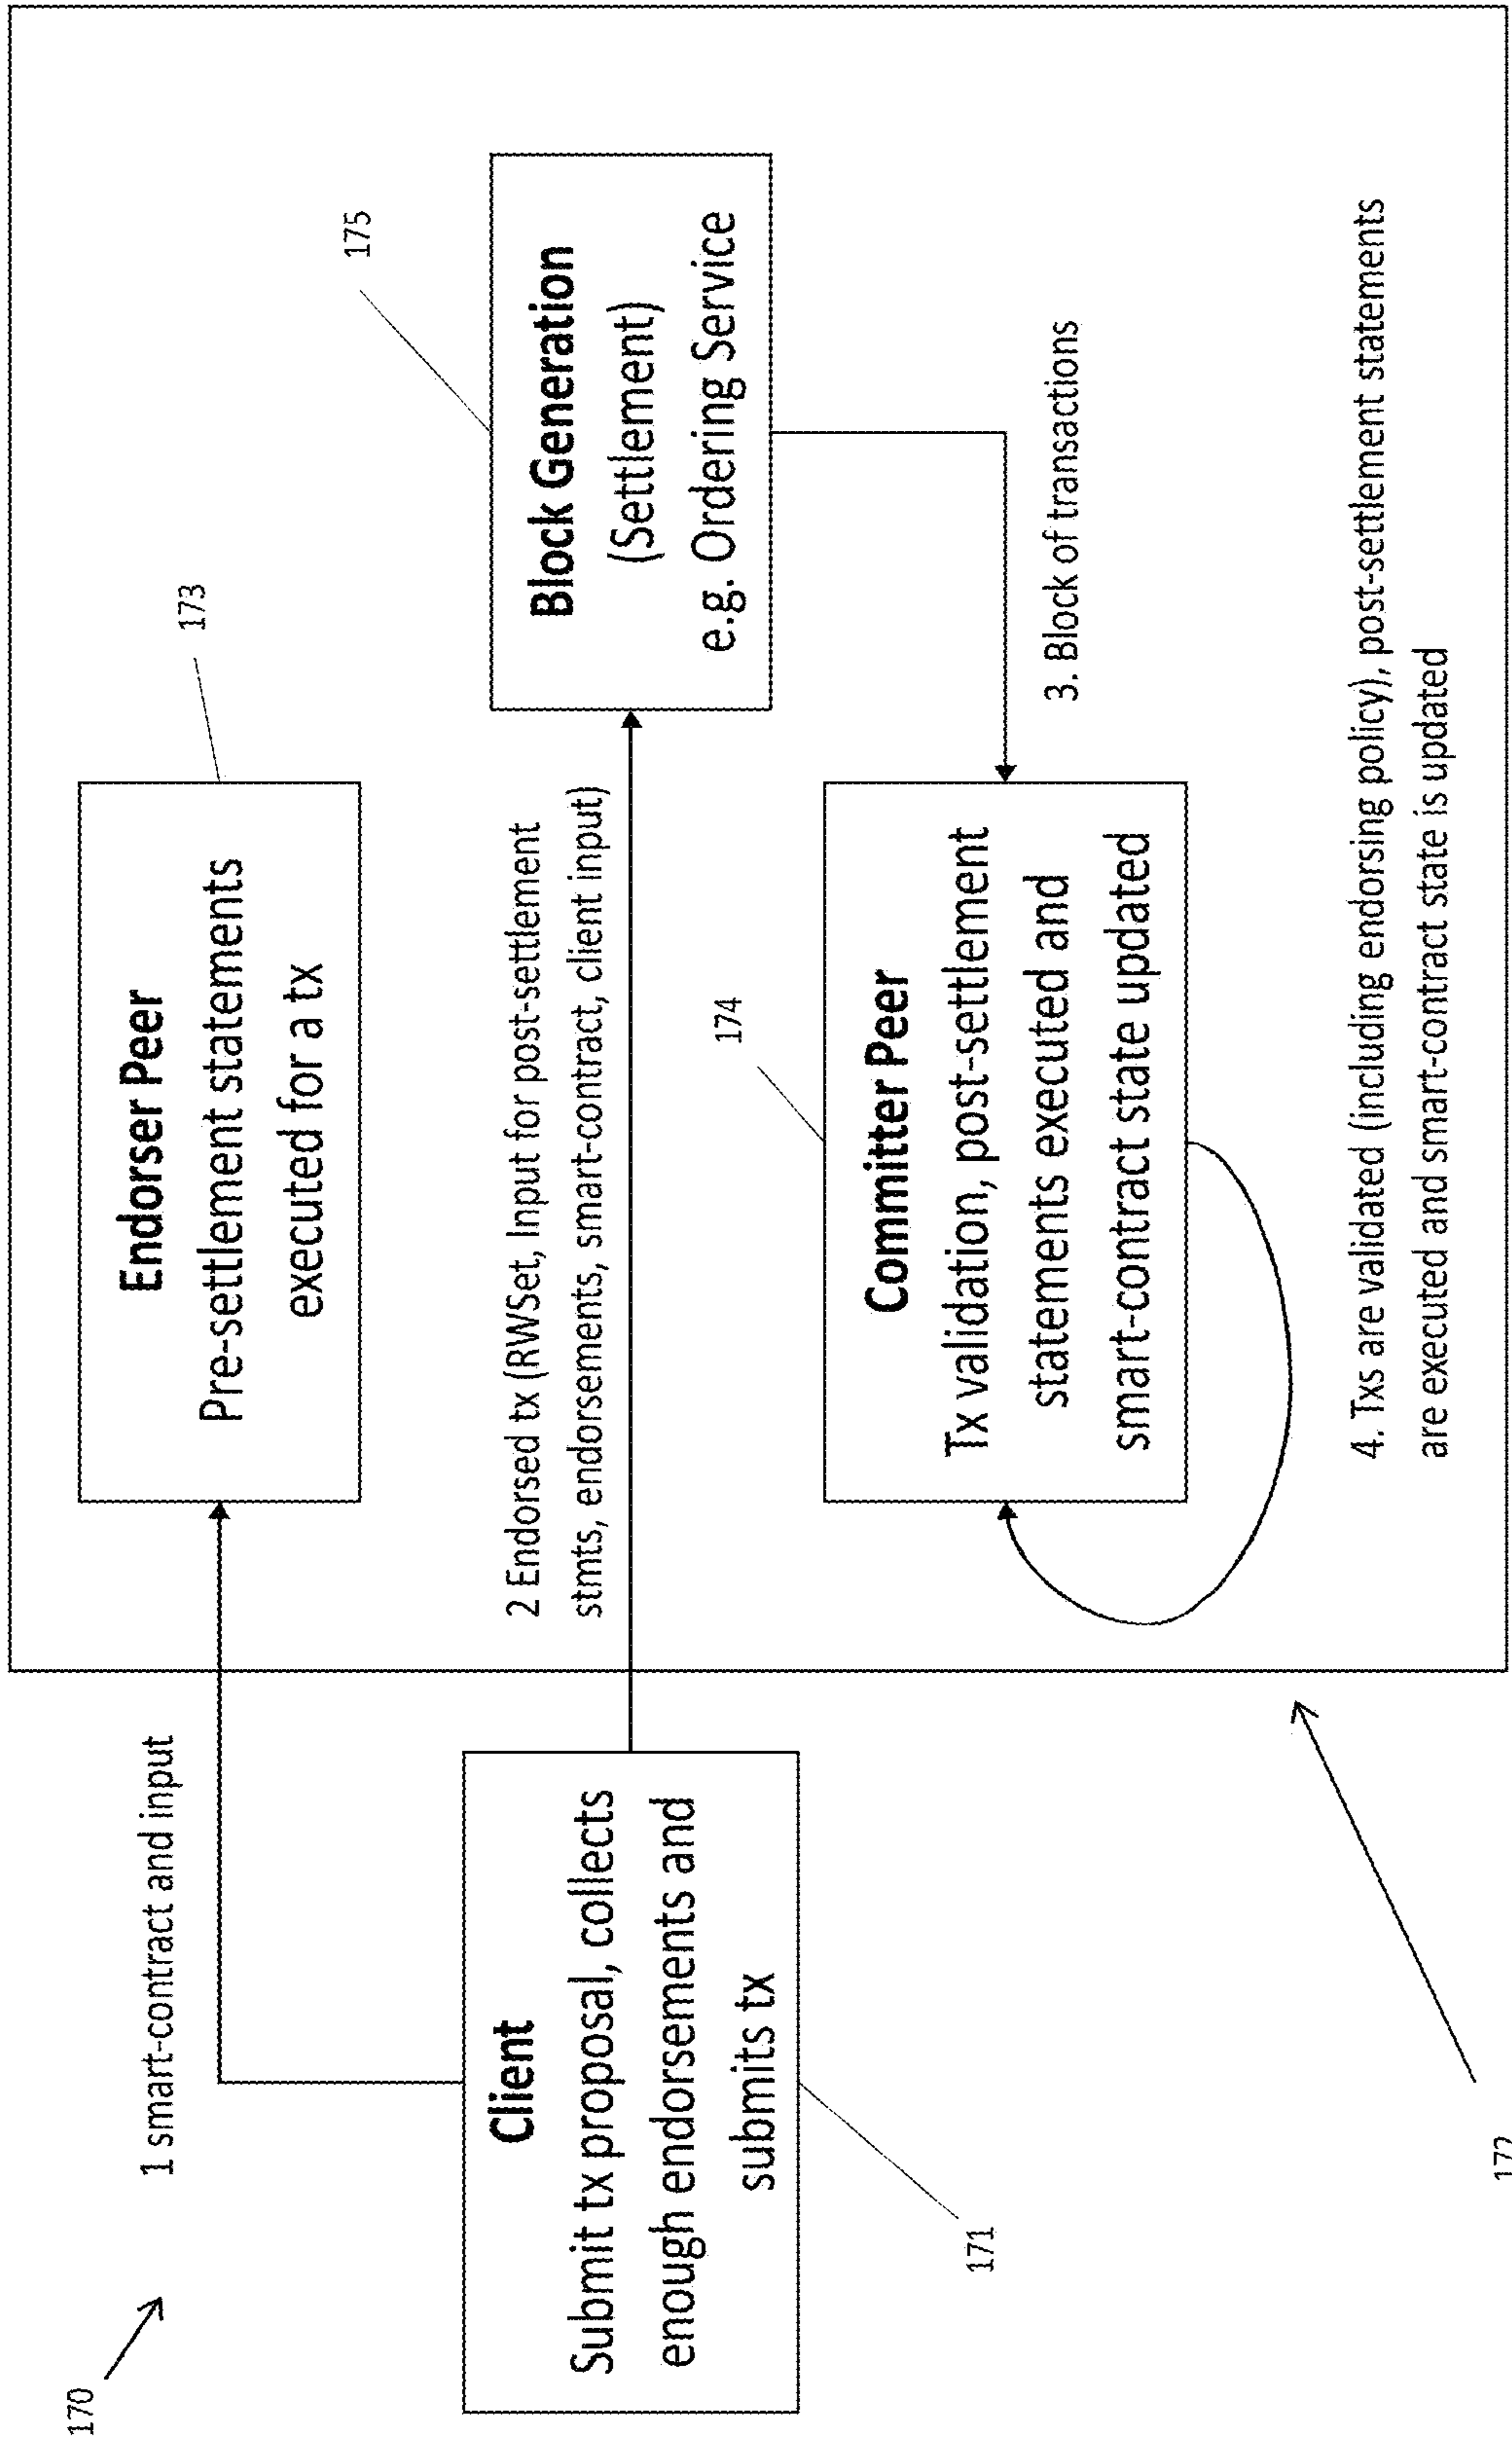 170
1 smart-contract and input
Client
Submit tx proposal, collects
enough endorsements and
submits tx
171
172
Endorser Peer
Pre-settlement statements
executed for a tx
173
2 Endorsed tx (RWSet, Input for post-settlement
stmts, endorsements, smart-contract, client input)
Block Generation
(Settlement)
e.g. Ordering Service
175
3. Block of transactions
174
Committer Peer
Tx validation, post-settlement
statements executed and
smart-contract state updated
4. Txs are validated (including endorsing policy), post-settlement statements
are executed and smart-contract state is updated